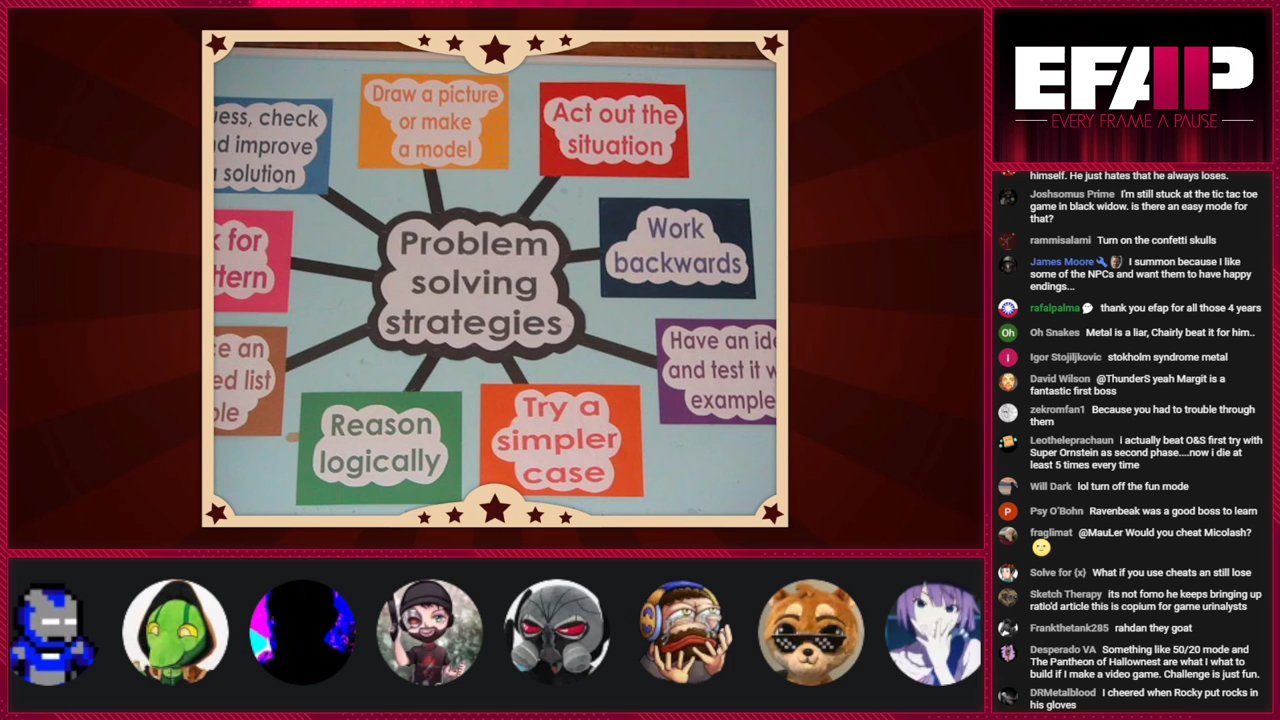 uess, check
nd improve
a solution
Draw a picture
or make
a model
Act out the
situation
k for
ttern
Problem
solving
strategies
Work
backwards
ce an
ed list
ble
Have an ide
and test it w
example
Reason
logically
Try a
simpler
case
EFAP
EVERY FRAME A PAUSE
himself. He just hates that he always loses.
Joshsomus Prime I'm still stuck at the tic tac toe
game in black widow. is there an easy mode for
that?
rammisalami Turn on the confetti skulls
James Moore I summon because I like
some of the NPCs and want them to have happy
endings...
rafalpalma thank you efap for all those 4 years
Oh
Oh Snakes Metal is a liar, Chairly beat it for him..
I
Igor Stojiljkovic stokholm syndrome metal
David Wilson @ThunderS yeah Margit is a
fantastic first boss
zekromfan1 Because you had to trouble through
them
Leotheleprachaun i actually beat O&S first try with
Super Ornstein as second phase....now i die at
least 5 times every time
Will Dark lol turn off the fun mode
P
Psy O'Bohn Ravenbeak was a good boss to learn
fraglimat @MauLer Would you cheat Micolash?
Solve for {x} What if you use cheats an still lose
Sketch Therapy its not fomo he keeps bringing up
ratio'd article this is copium for game urinalysts
Frankthetank285 rahdan they goat
Desperado VA Something like 50/20 mode and
The Pantheon of Hallownest are what I what to
build if I make a video game. Challenge is just fun.
DRMetalblood I cheered when Rocky put rocks in
his gloves